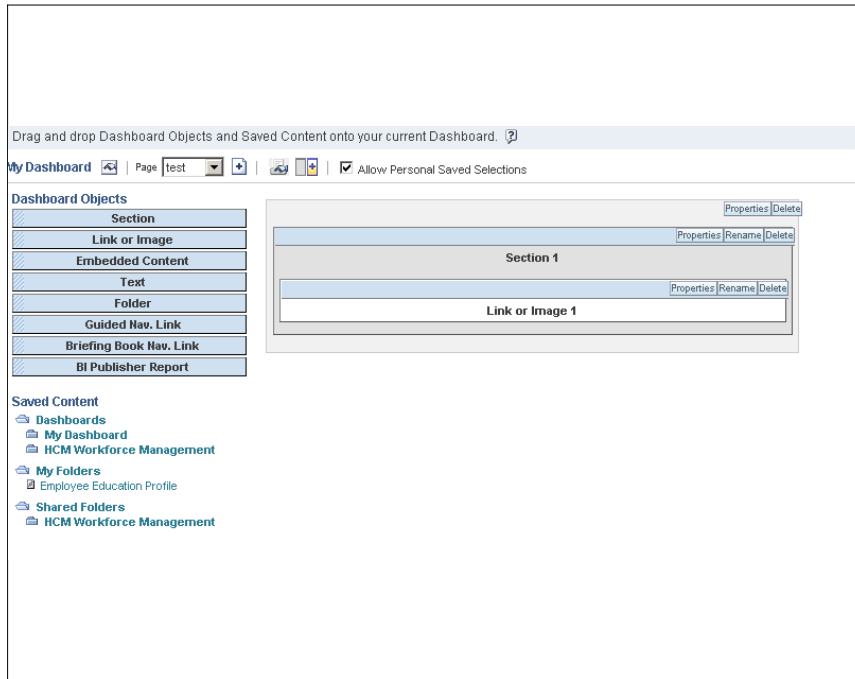 Drag and drop Dashboard Objects and Saved Content onto your current Dashboard. ?
My Dashboard | Page test | Allow Personal Saved Selections
Dashboard Objects
Section
Link or Image
Embedded Content
Text
Folder
Guided Nav. Link
Briefing Book Nav. Link
BI Publisher Report
Properties Delete
Properties Rename Delete
Section 1
Properties Rename Delete
Link or Image 1
Saved Content
Dashboards
My Dashboard
HCM Workforce Management
My Folders
Employee Education Profile
Shared Folders
HCM Workforce Management